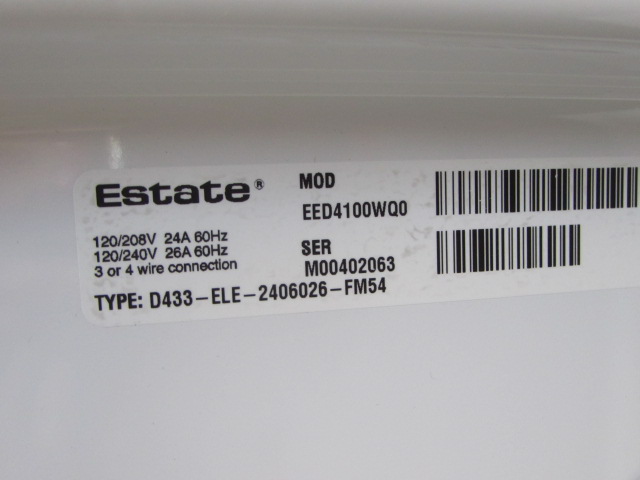 Estate®
MOD
EED4100WQ0
120/208V 24A 60Hz
120/240V 26A 60Hz
3 or 4 wire connection
SER
M00402063
TYPE: D433-ELE-2406026-FM54